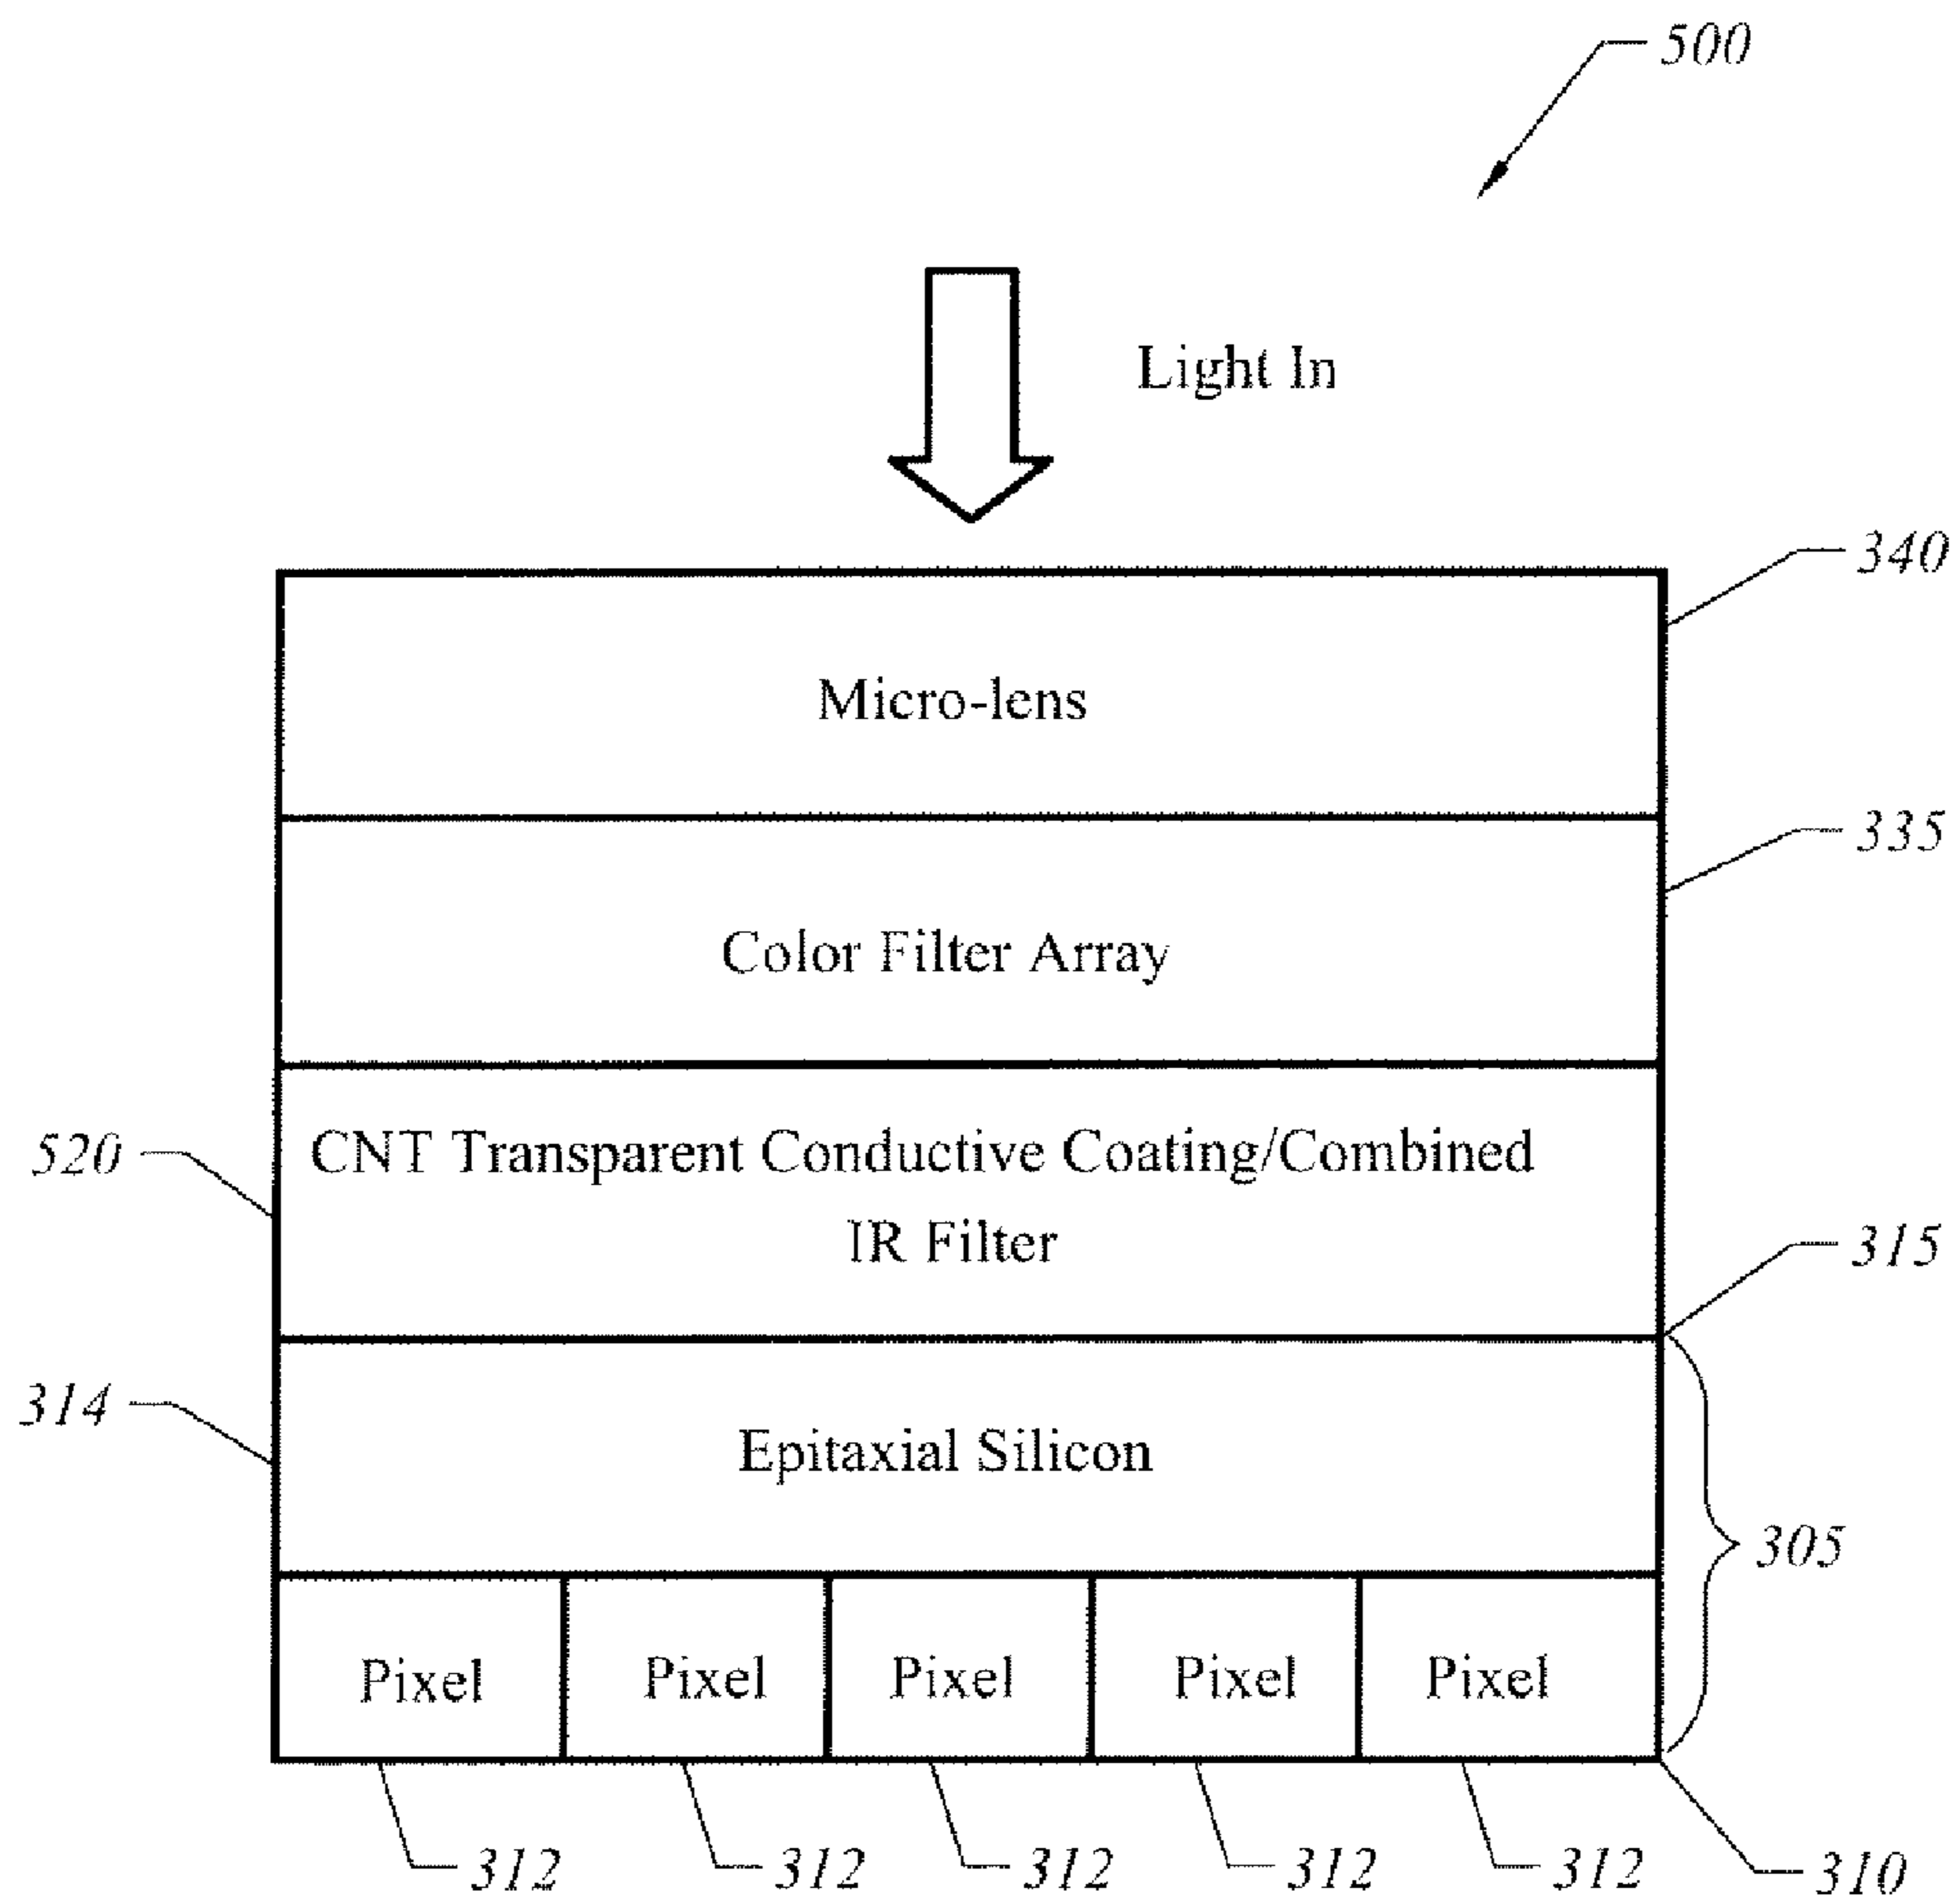 500
Light In
340
Micro-lens
335
Color Filter Array
520
CNT Transparent Conductive Coating/Combined
IR Filter
315
314
Epitaxial Silicon
305
Pixel Pixel Pixel Pixel Pixel
312 312 312 312 312 310